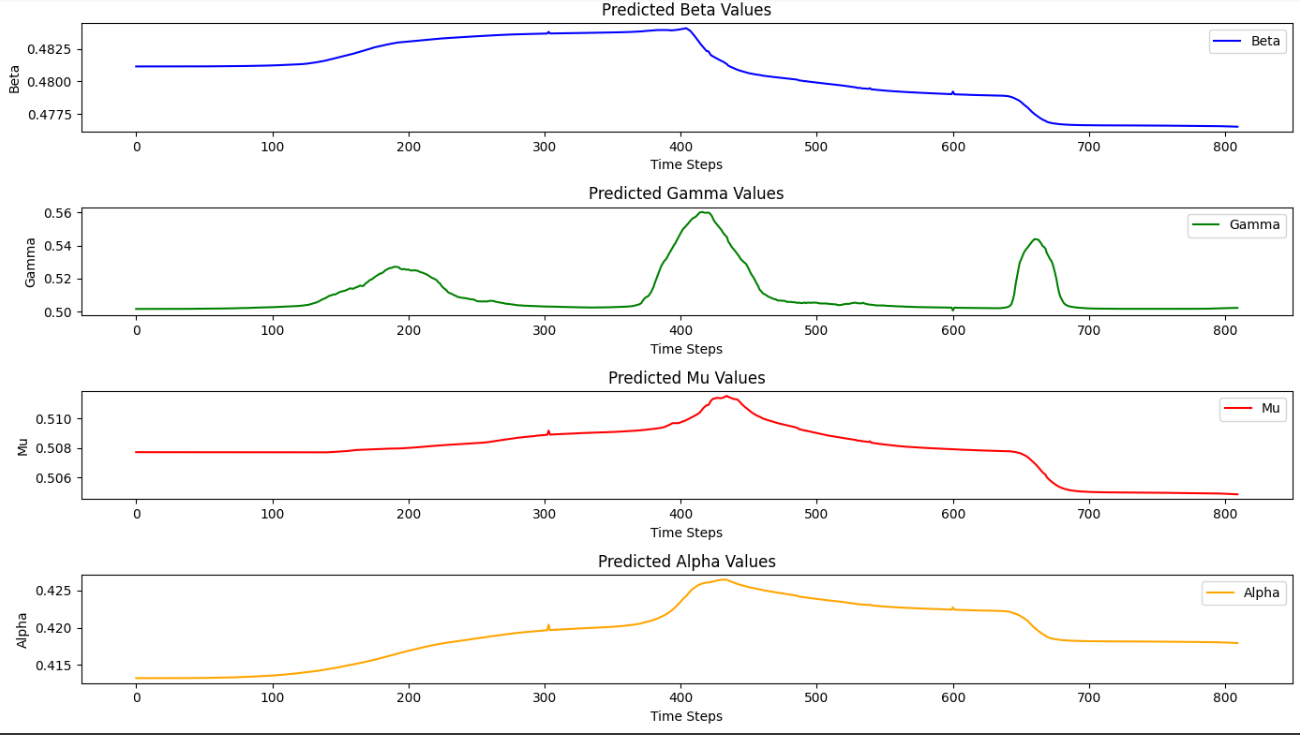 Predicted Beta Values
Beta
0.4825
0.4800
0.4775
Beta
0 100 200 300 400 500 600 700 800
Time Steps
Predicted Gamma Values
Gamma
0.56
0.54
0.52
0.50
Gamma
0 100 200 300 400 500 600 700 800
Time Steps
Predicted Mu Values
Mu
0.510
0.508
0.506
Mu
0 100 200 300 400 500 600 700 800
Time Steps
Predicted Alpha Values
Alpha
0.425
0.420
0.415
Alpha
0 100 200 300 400 500 600 700 800
Time Steps